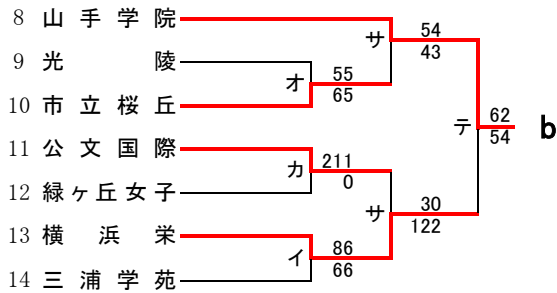 8 山手学院
9 光陵
10 市立桜丘
11 公文国際
12 緑ヶ丘女子
13 横浜栄
14 三浦学苑
サ 54
43
オ 55
65
テ 62
54
b
カ 211
0
サ 30
122
イ 86
66